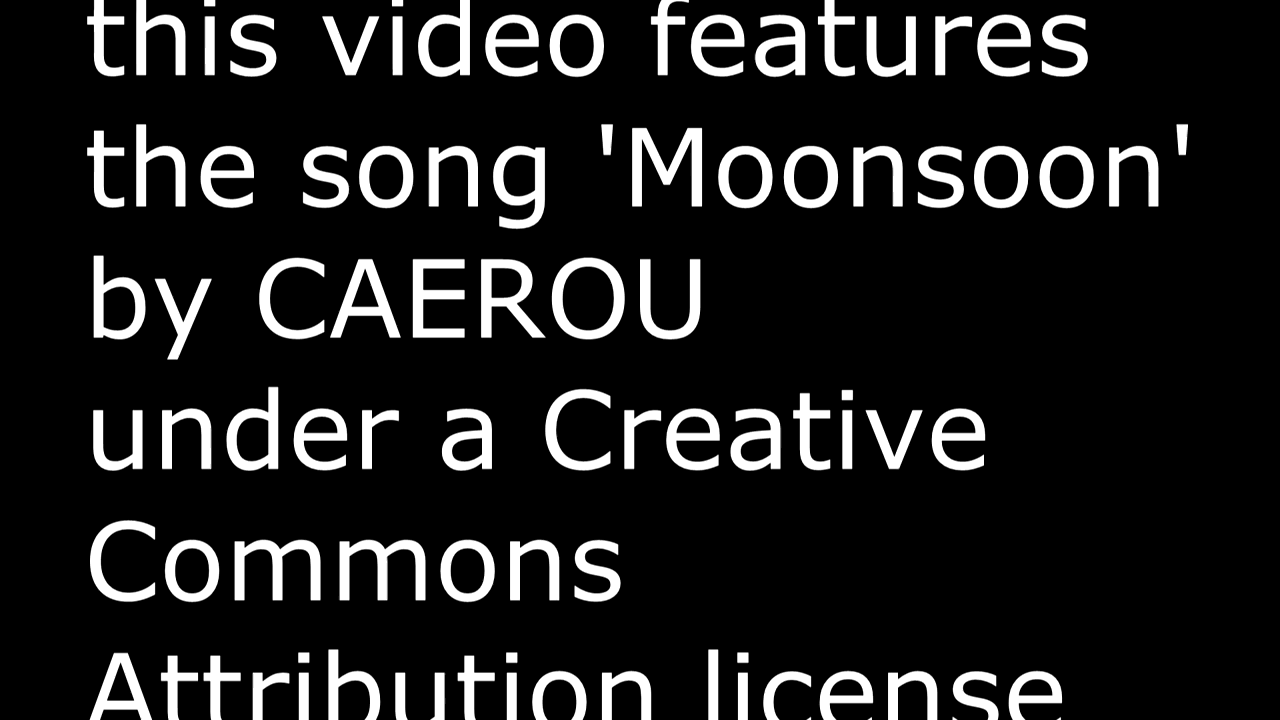 this video features
the song 'Moonsoon'
by CAEROU
under a Creative
Commons
Attribution license